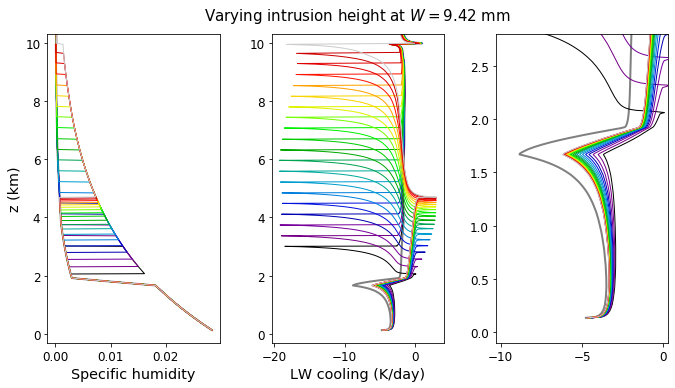 Varying intrusion height at W = 9.42 mm
z (km)
10
8
6
4
2
0
0.00 0.01 0.02
Specific humidity
10
8
6
4
2
0
−20 −10 0
LW cooling (K/day)
2.5
2.0
1.5
1.0
0.5
0.0
−10 −5 0